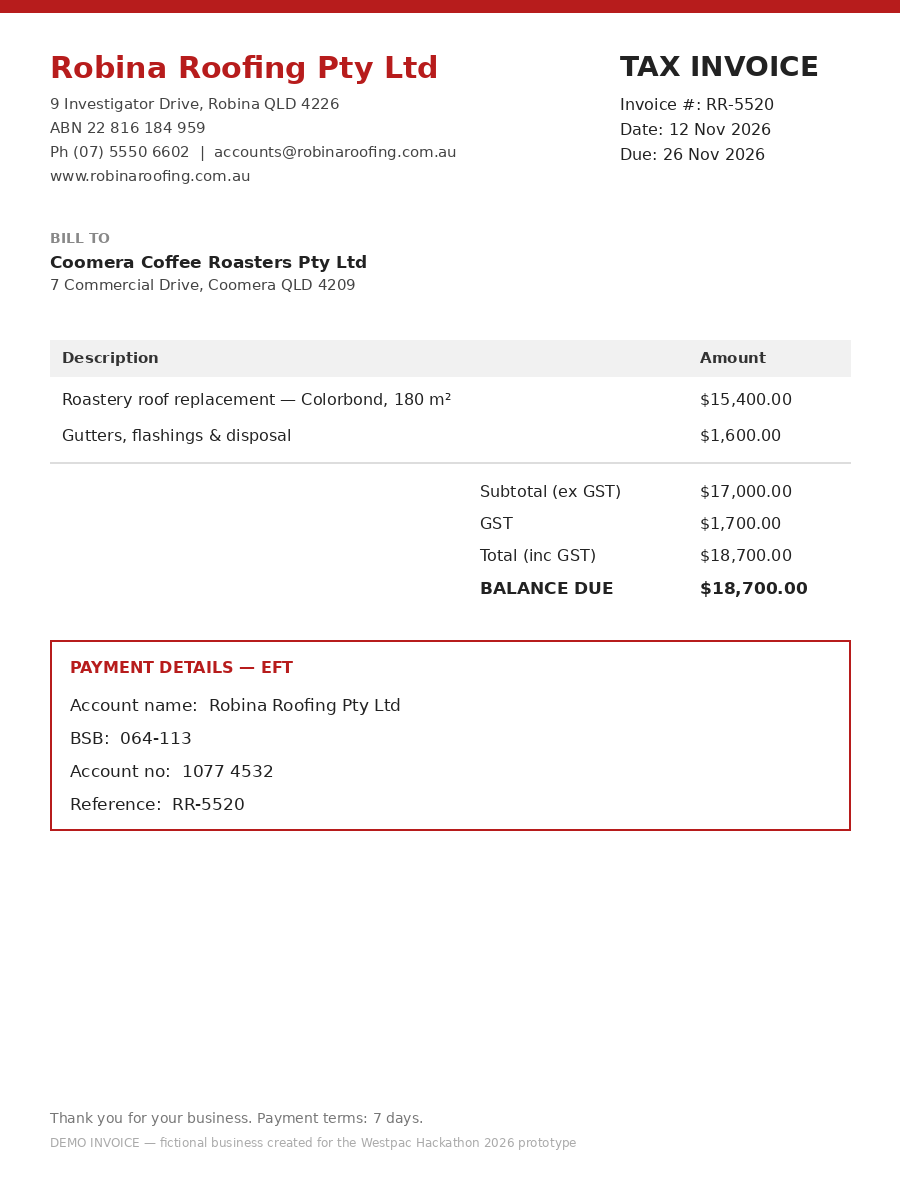 Robina Roofing Pty Ltd
TAX INVOICE
9 Investigator Drive, Robina QLD 4226
ABN 22 816 184 959
Ph (07) 5550 6602  |  accounts@robinaroofing.com.au
www.robinaroofing.com.au
Invoice #: RR-5520
Date: 12 Nov 2026
Due: 26 Nov 2026
BILL TO
Coomera Coffee Roasters Pty Ltd
7 Commercial Drive, Coomera QLD 4209
Description Amount
Roastery roof replacement — Colorbond, 180 m² $15,400.00
Gutters, flashings & disposal $1,600.00
Subtotal (ex GST) $17,000.00
GST $1,700.00
Total (inc GST) $18,700.00
BALANCE DUE $18,700.00
PAYMENT DETAILS — EFT
Account name:  Robina Roofing Pty Ltd
BSB:  064-113
Account no:  1077 4532
Reference:  RR-5520
Thank you for your business. Payment terms: 7 days.
DEMO INVOICE — fictional business created for the Westpac Hackathon 2026 prototype